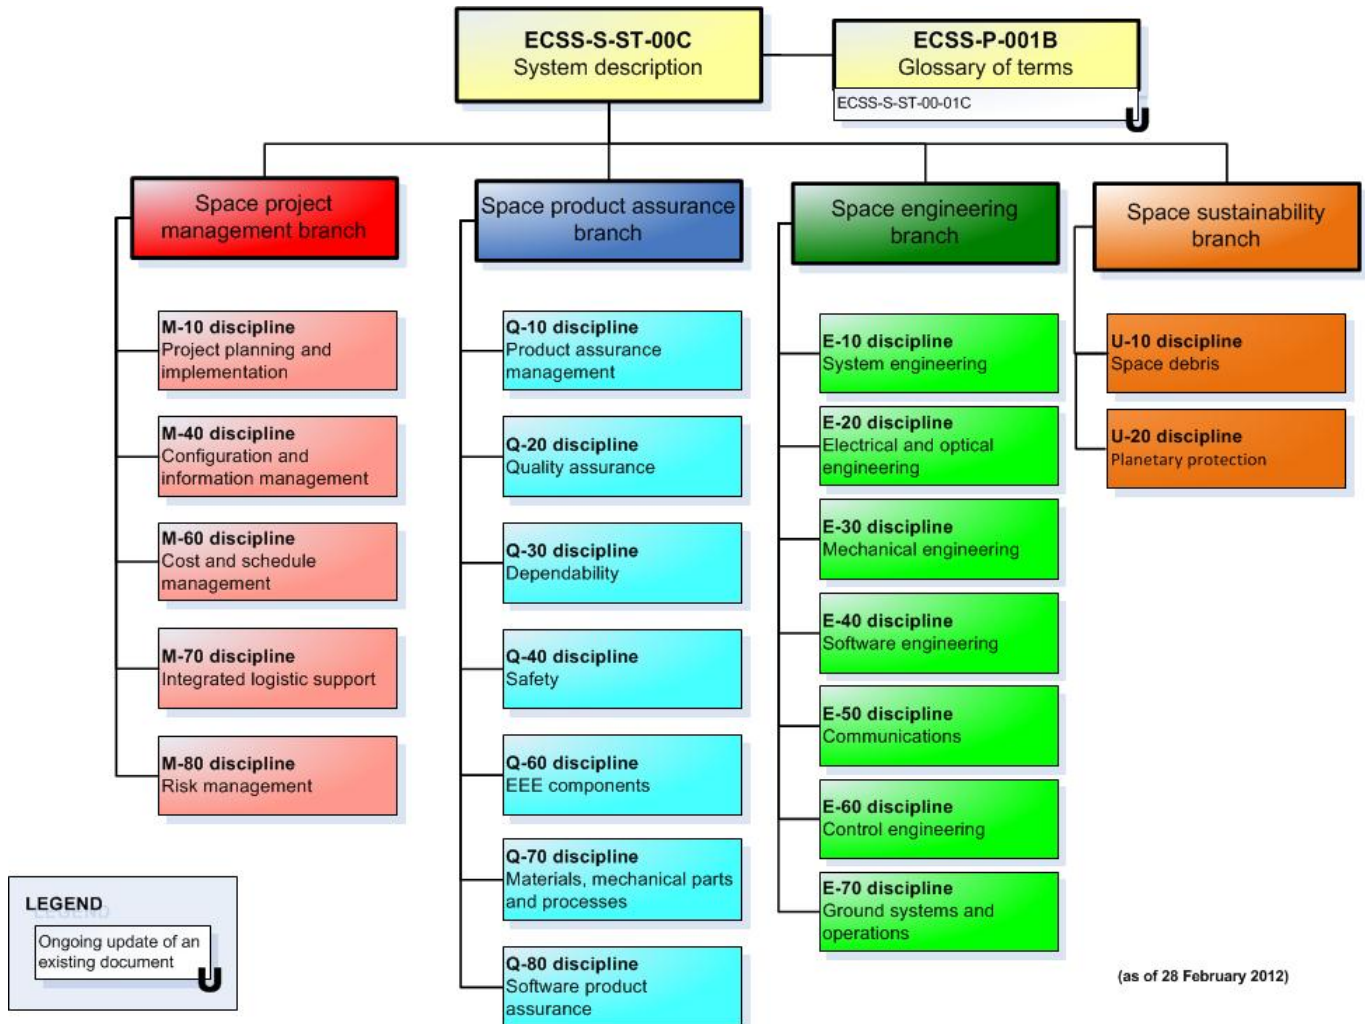 ECSS-S-ST-00C
System description
ECSS-P-001B
Glossary of terms
ECSS-S-ST-00-01C
U
Space project
management branch
M-10 discipline
Project planning and
implementation
M-40 discipline
Configuration and
information management
M-60 discipline
Cost and schedule
management
M-70 discipline
Integrated logistic support
M-80 discipline
Risk management
Space product assurance
branch
Q-10 discipline
Product assurance
management
Q-20 discipline
Quality assurance
Q-30 discipline
Dependability
Q-40 discipline
Safety
Q-60 discipline
EEE components
Q-70 discipline
Materials, mechanical parts
and processes
Q-80 discipline
Software product
assurance
Space engineering
branch
E-10 discipline
System engineering
E-20 discipline
Electrical and optical
engineering
E-30 discipline
Mechanical engineering
E-40 discipline
Software engineering
E-50 discipline
Communications
E-60 discipline
Control engineering
E-70 discipline
Ground systems and
operations
Space sustainability
branch
U-10 discipline
Space debris
U-20 discipline
Planetary protection
LEGEND
Ongoing update of an
existing document
U
(as of 28 February 2012)